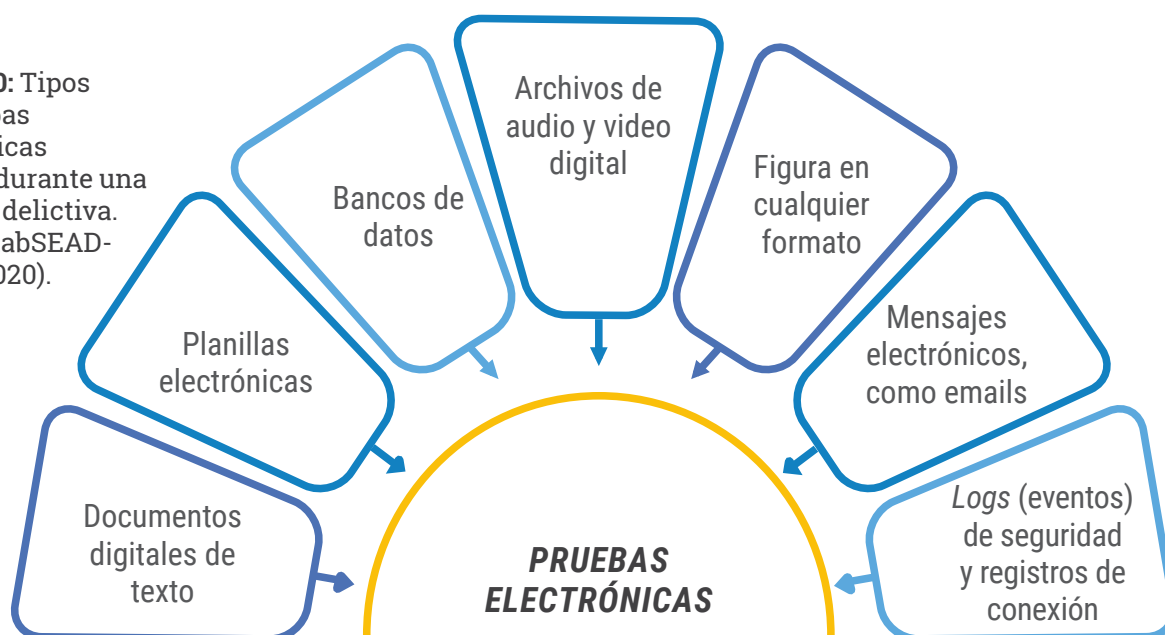 0: Tipos
durante una
delictiva.
Archivos de
audio y video
digital
Bancos de
datos
Figura en
cualquier
formato
Planillas
electrónicas
Mensajes
electrónicos,
como emails
Documentos
digitales de
texto
Logs (eventos)
de seguridad
y registros de
conexión
PRUEBAS
ELECTRÓNICAS